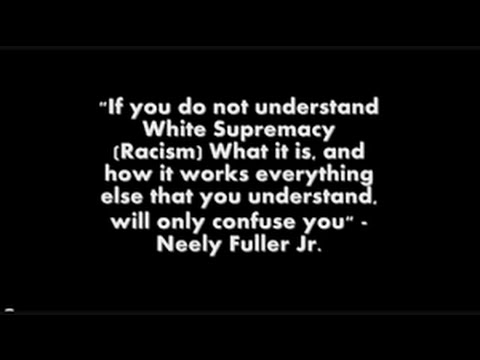 "If you do not understand
White Supremacy
(Racism) What it is, and
how it works everything
else that you understand,
will only confuse you" -
Neely Fuller Jr.